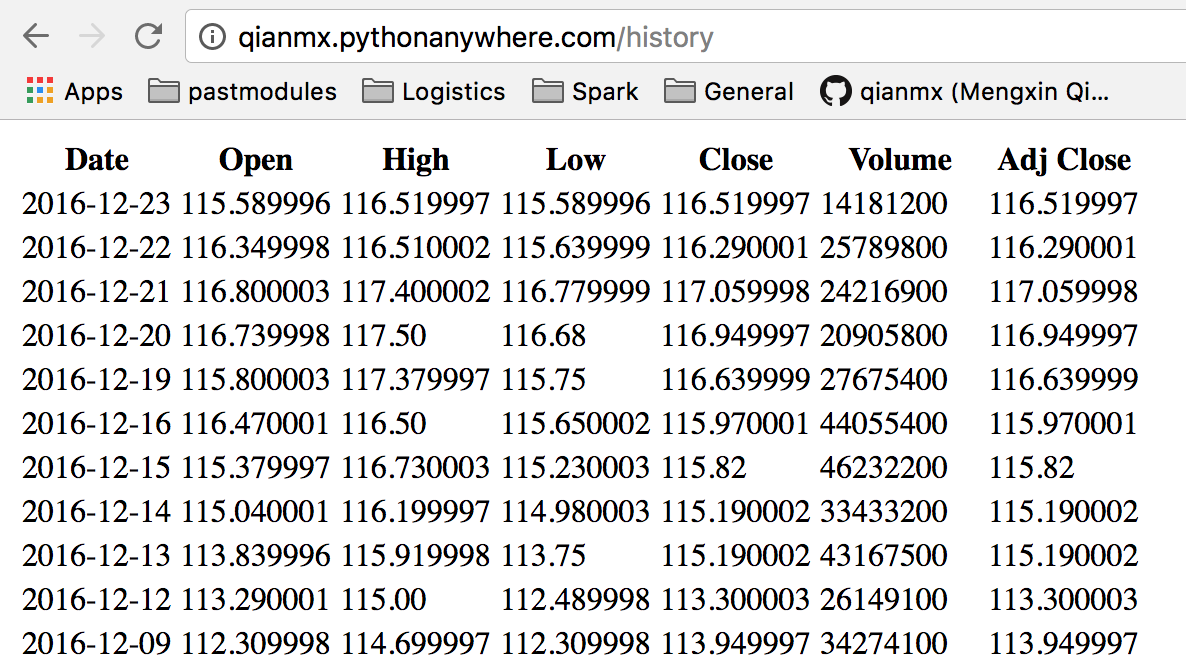 qianmx.pythonanywhere.com/history
Apps pastmodules Logistics Spark General qianmx (Mengxin Qi...
Date Open High Low Close Volume Adj Close
2016-12-23 115.589996 116.519997 115.589996 116.519997 14181200 116.519997
2016-12-22 116.349998 116.510002 115.639999 116.290001 25789800 116.290001
2016-12-21 116.800003 117.400002 116.779999 117.059998 24216900 117.059998
2016-12-20 116.739998 117.50 116.68 116.949997 20905800 116.949997
2016-12-19 115.800003 117.379997 115.75 116.639999 27675400 116.639999
2016-12-16 116.470001 116.50 115.650002 115.970001 44055400 115.970001
2016-12-15 115.379997 116.730003 115.230003 115.82 46232200 115.82
2016-12-14 115.040001 116.199997 114.980003 115.190002 33433200 115.190002
2016-12-13 113.839996 115.919998 113.75 115.190002 43167500 115.190002
2016-12-12 113.290001 115.00 112.489998 113.300003 26149100 113.300003
2016-12-09 112.309998 114.699997 112.309998 113.949997 34274100 113.949997